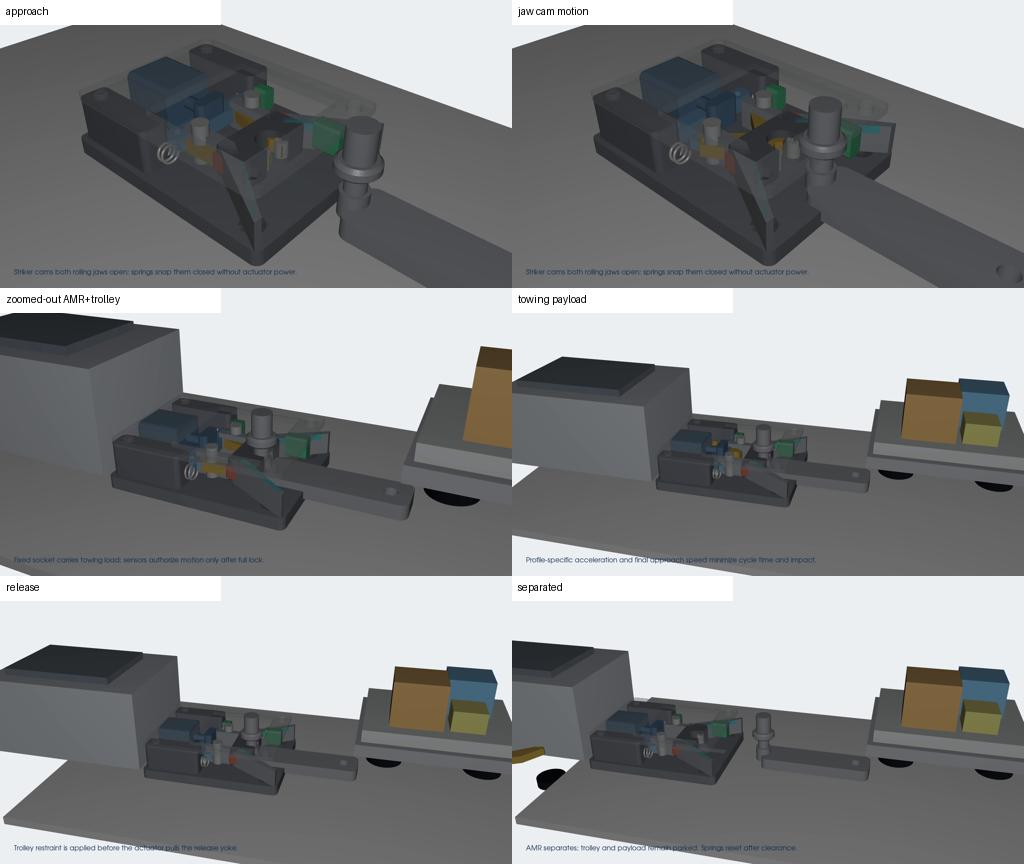 approach
jaw cam motion
Striker cams both rolling jaws open; springs snap them closed without actuator power.
Striker cams both rolling jaws open; springs snap them closed without actuator power.
zoomed-out AMR+trolley
towing payload
Fixed socket carries towing load; sensors authorize motion only after full lock.
Profile-specific acceleration and final approach speed minimize cycle time and impact.
release
separated
Trolley restraint is applied before the actuator pulls the release yoke.
AMR separates; trolley and payload remain parked. Springs reset after clearance.